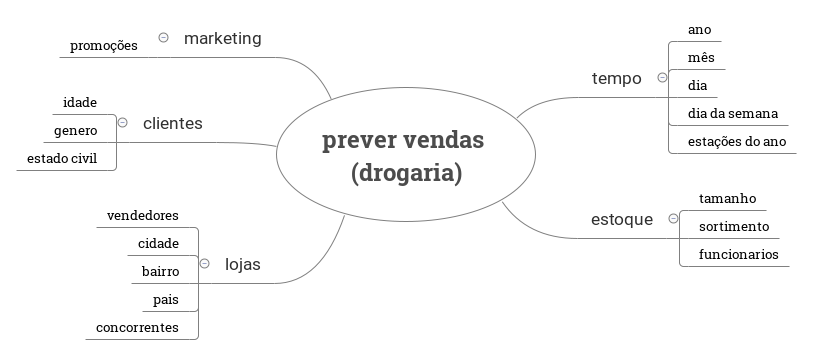 prever vendas
(drogaria)
marketing
promoções
clientes
idade
genero
estado civil
lojas
vendedores
cidade
bairro
pais
concorrentes
tempo
ano
mês
dia
dia da semana
estações do ano
estoque
tamanho
sortimento
funcionarios